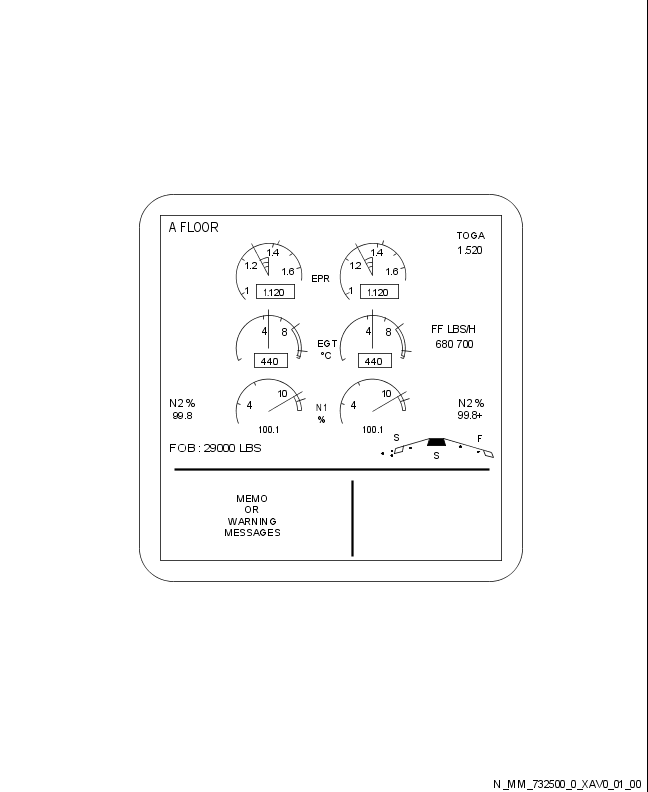 A FLOOR
TOGA
1.520
1.4 1.4
1.2 1.6 1.2 1.6
EPR
1 1.120 1 1.120
FF LBS/H
680 700
4 8 4 8
EGT
°C
440 440
N2 %
99.8
10 10
4 4
N1
%
100.1 100.1
N2 %
99.8+
FOB : 29000 LBS
S F
S
MEMO
OR
WARNING
MESSAGES
N_MM_732500_0_XAV0_01_00